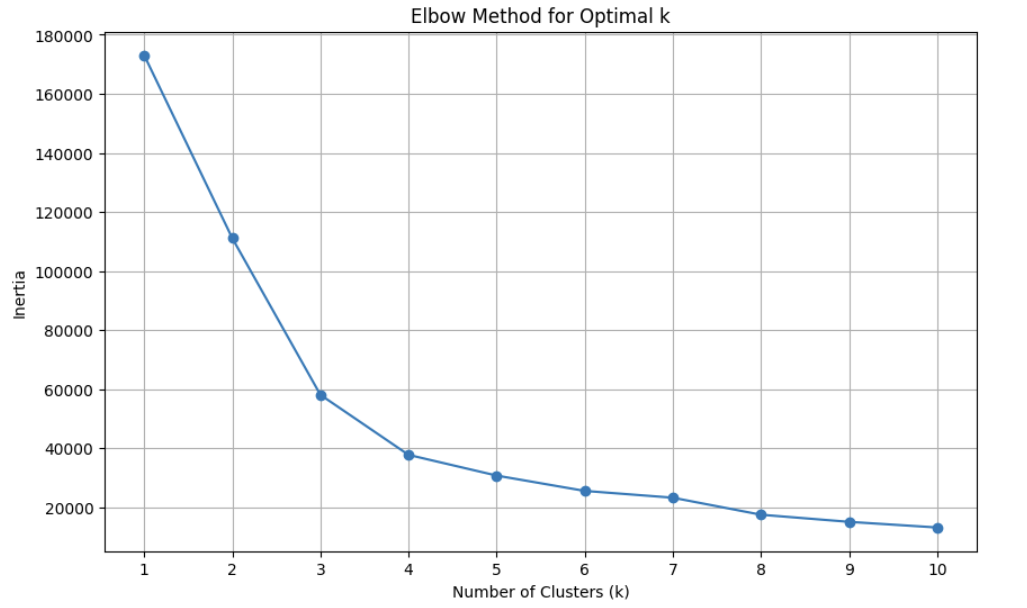 Elbow Method for Optimal k
180000
160000
140000
120000
100000
80000
60000
40000
20000
Inertia
1 2 3 4 5 6 7 8 9 10
Number of Clusters (k)